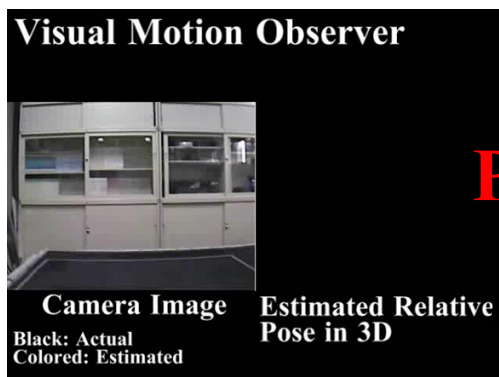 Visual Motion Observer
P
Camera Image
Estimated Relative
Pose in 3D
Black: Actual
Colored: Estimated